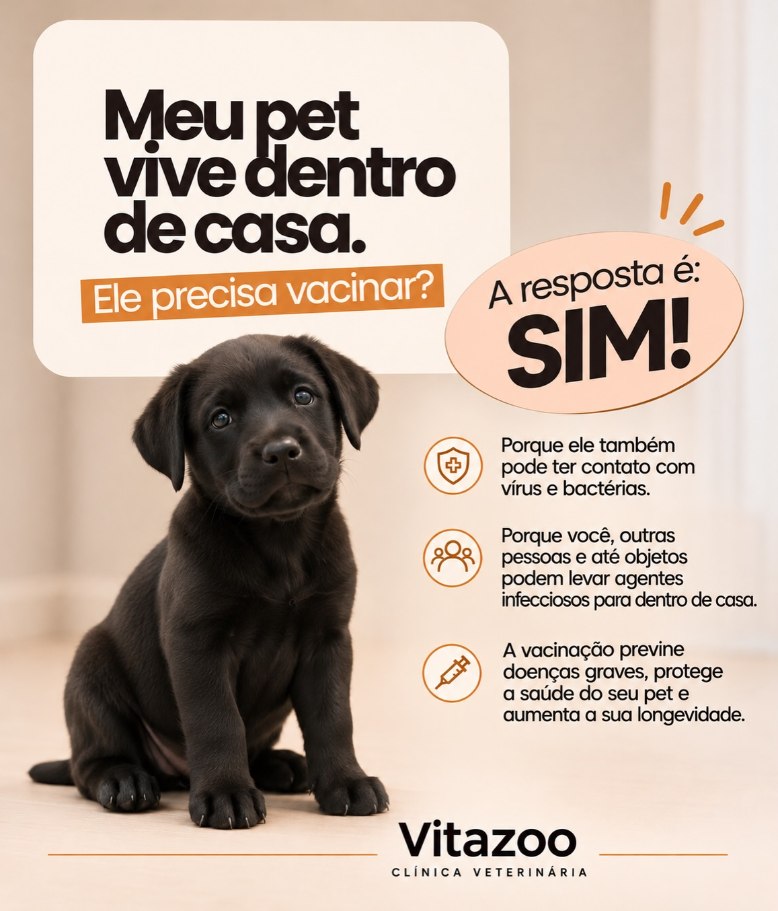 Meu pet
vive dentro
de casa.
Ele precisa vacinar?
A resposta é:
SIM!
Porque ele também
pode ter contato com
vírus e bactérias.
Porque você, outras
pessoas e até objetos
podem levar agentes
infecciosos para dentro de casa.
A vacinação previne
doenças graves, protege
a saúde do seu pet e
aumenta a sua longevidade.
Vitazoo
CLÍNICA VETERINÁRIA